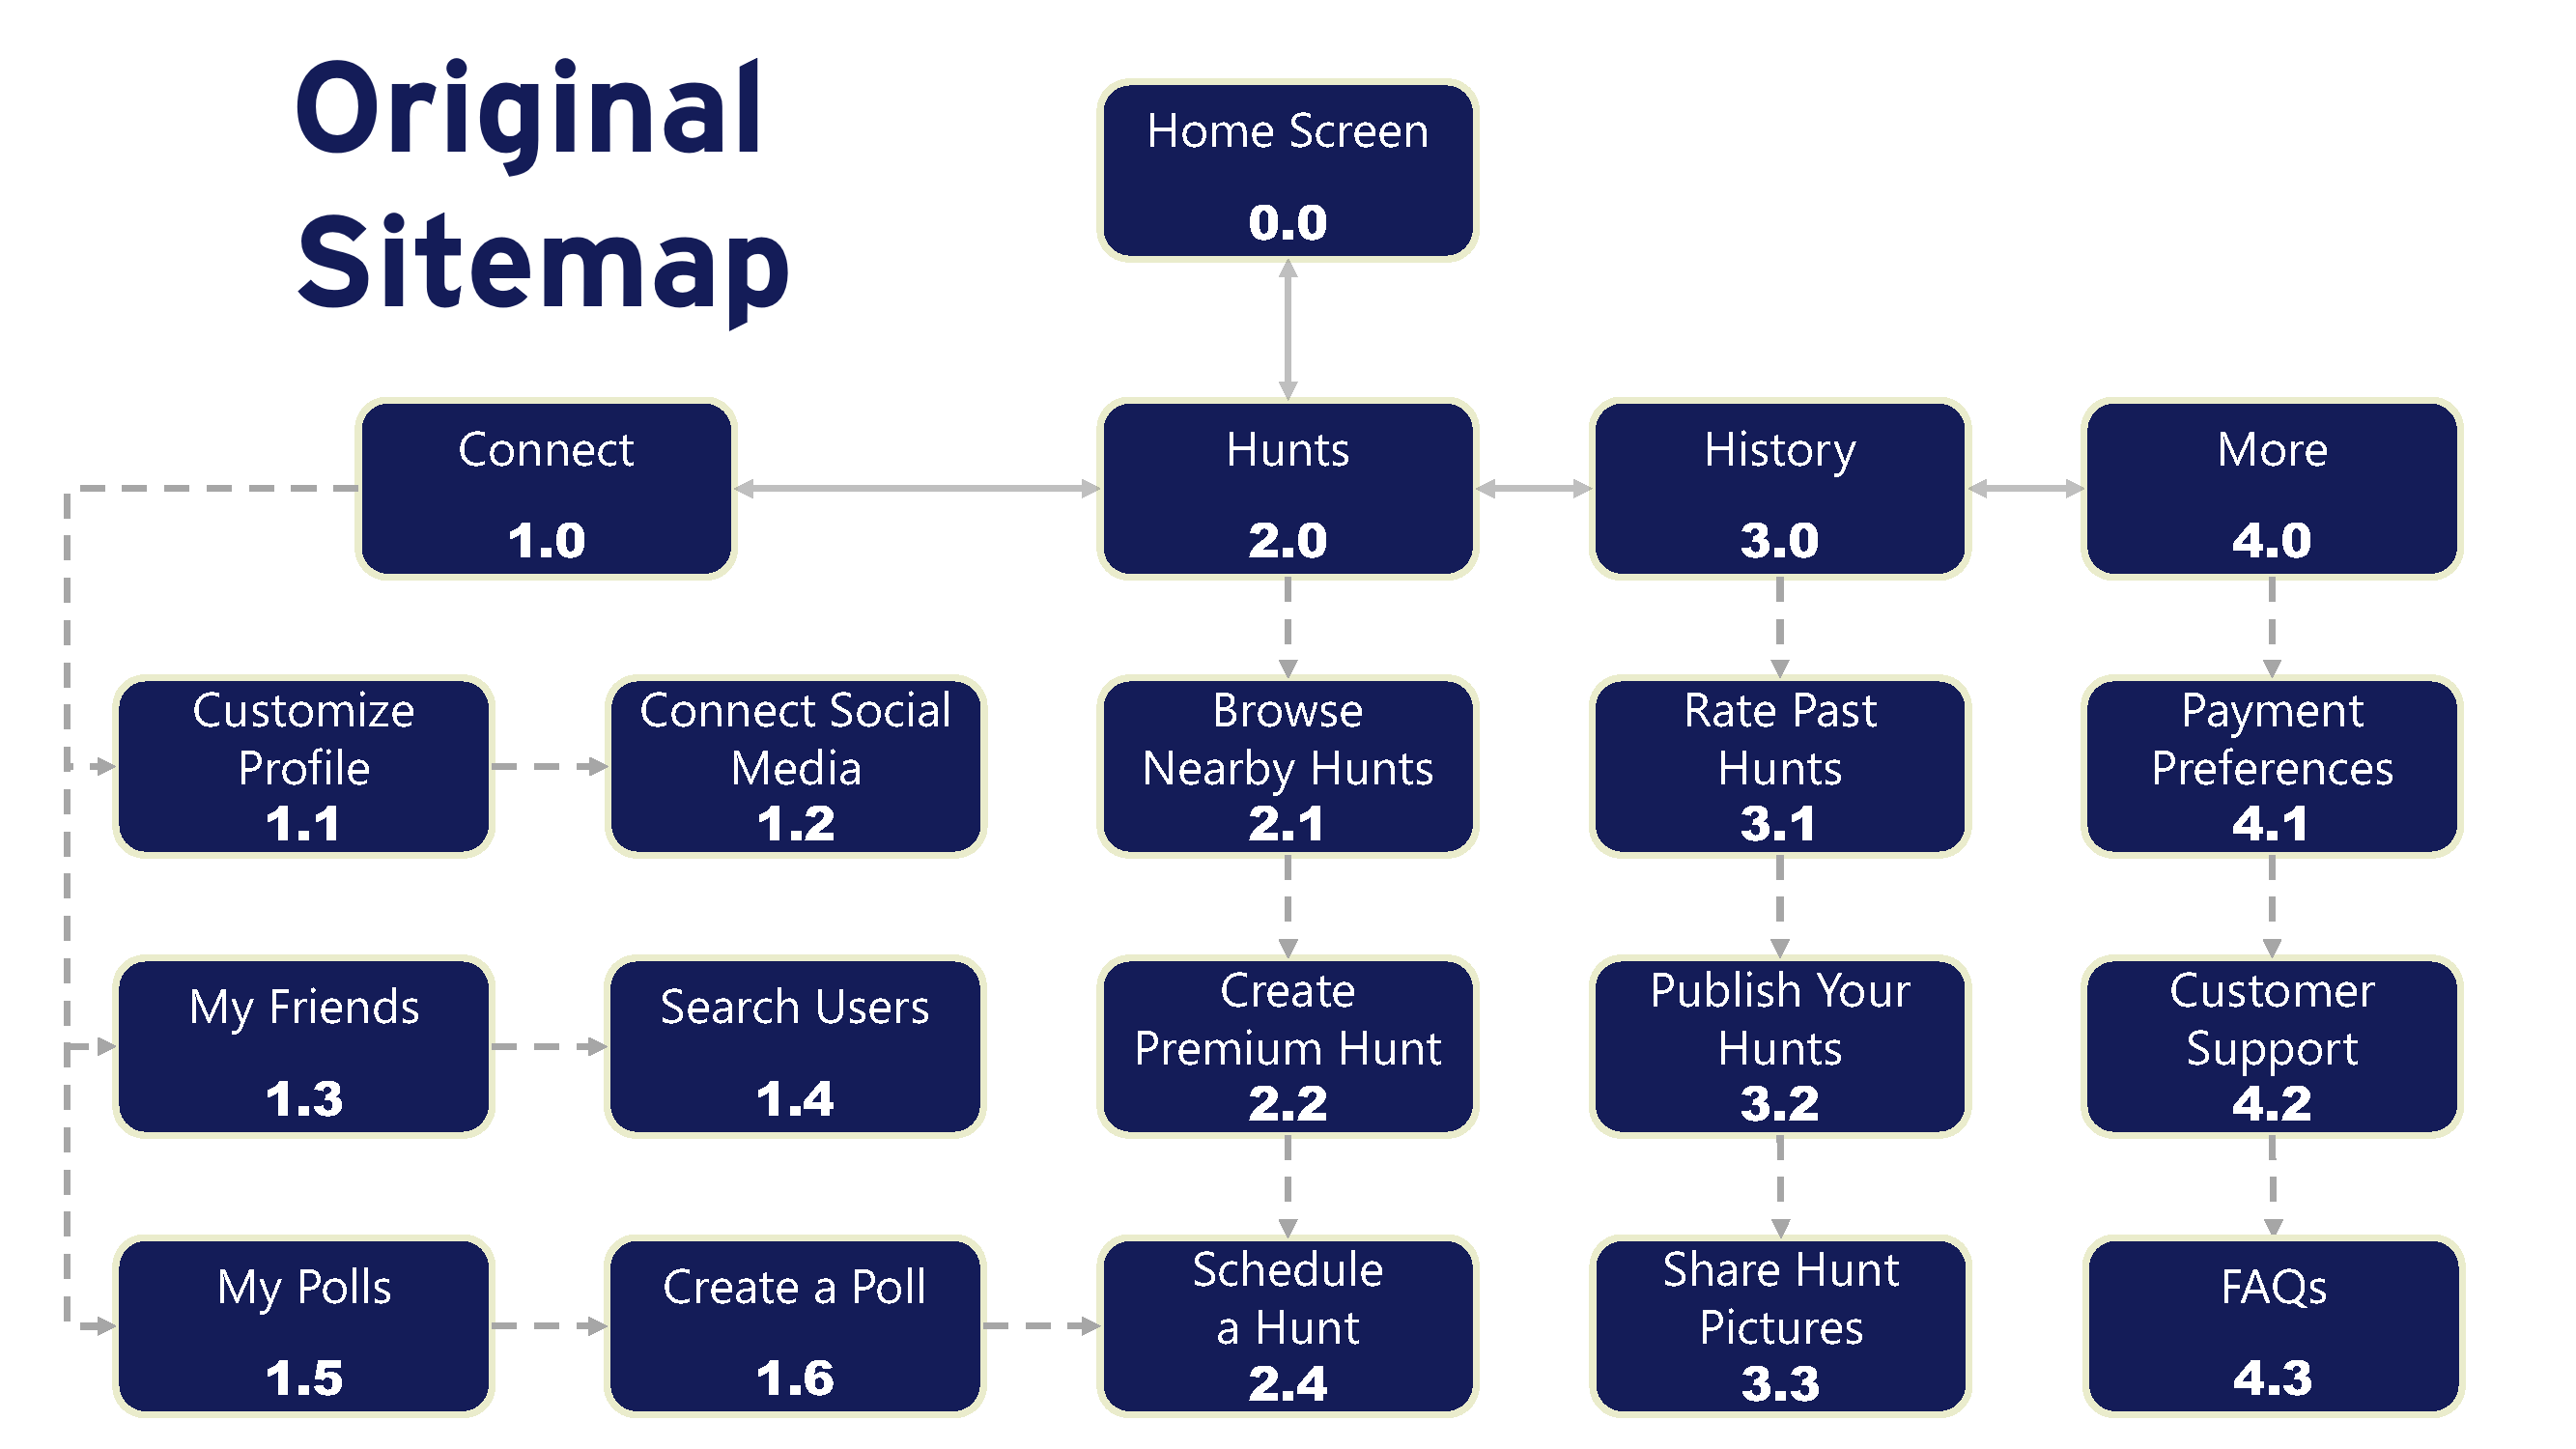 Original
Sitemap
Home Screen
0.0
Connect
1.0
Hunts
2.0
History
3.0
More
4.0
Customize
Profile
1.1
Connect Social
Media
1.2
Browse
Nearby Hunts
2.1
Rate Past
Hunts
3.1
Payment
Preferences
4.1
My Friends
1.3
Search Users
1.4
Create
Premium Hunt
2.2
Publish Your
Hunts
3.2
Customer
Support
4.2
My Polls
1.5
Create a Poll
1.6
Schedule
a Hunt
2.4
Share Hunt
Pictures
3.3
FAQs
4.3